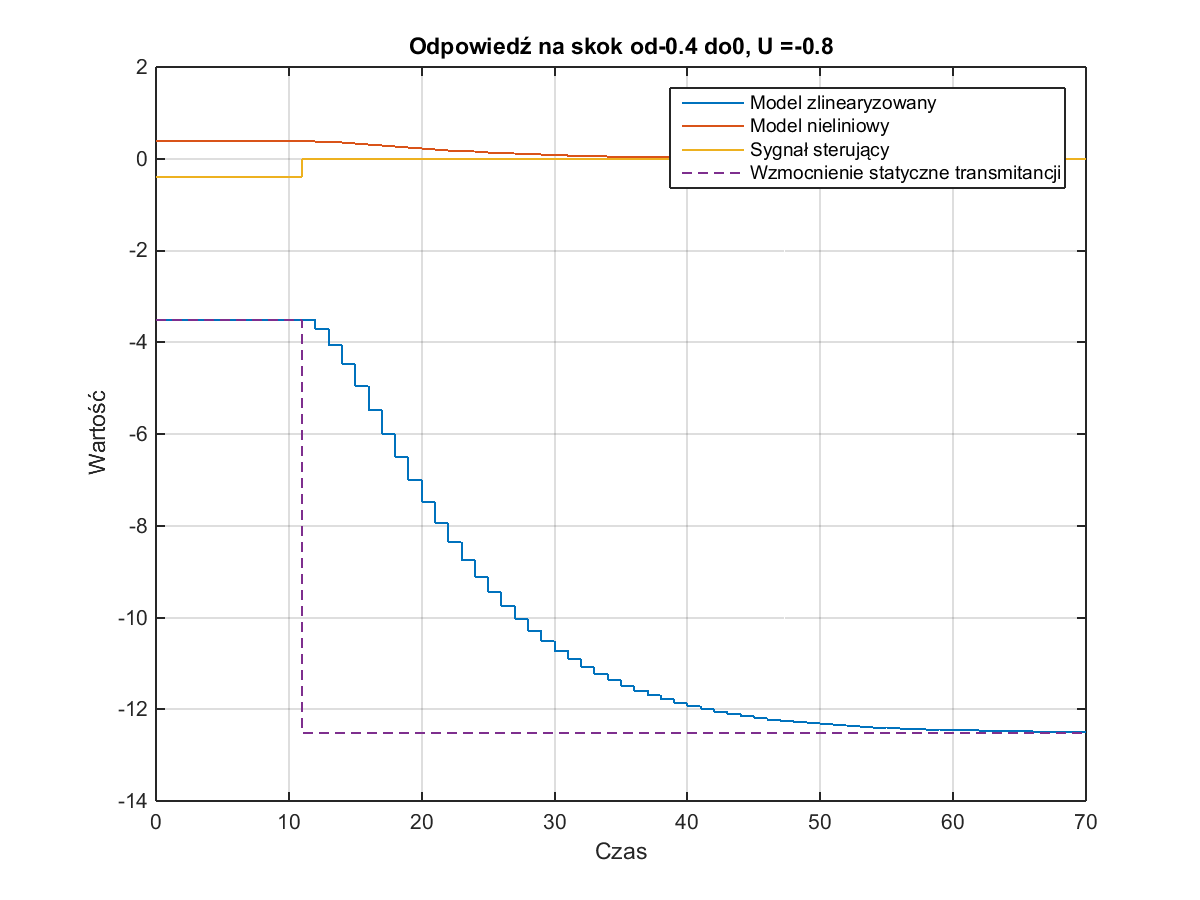 Odpowiedź na skok od-0.4 do0, U =-0.8
Model zlinearyzowany
Model nieliniowy
Sygnał sterujący
Wzmocnienie statyczne transmitancji
2
0
-2
-4
-6
-8
-10
-12
-14
Wartość
0 10 20 30 40 50 60 70
Czas